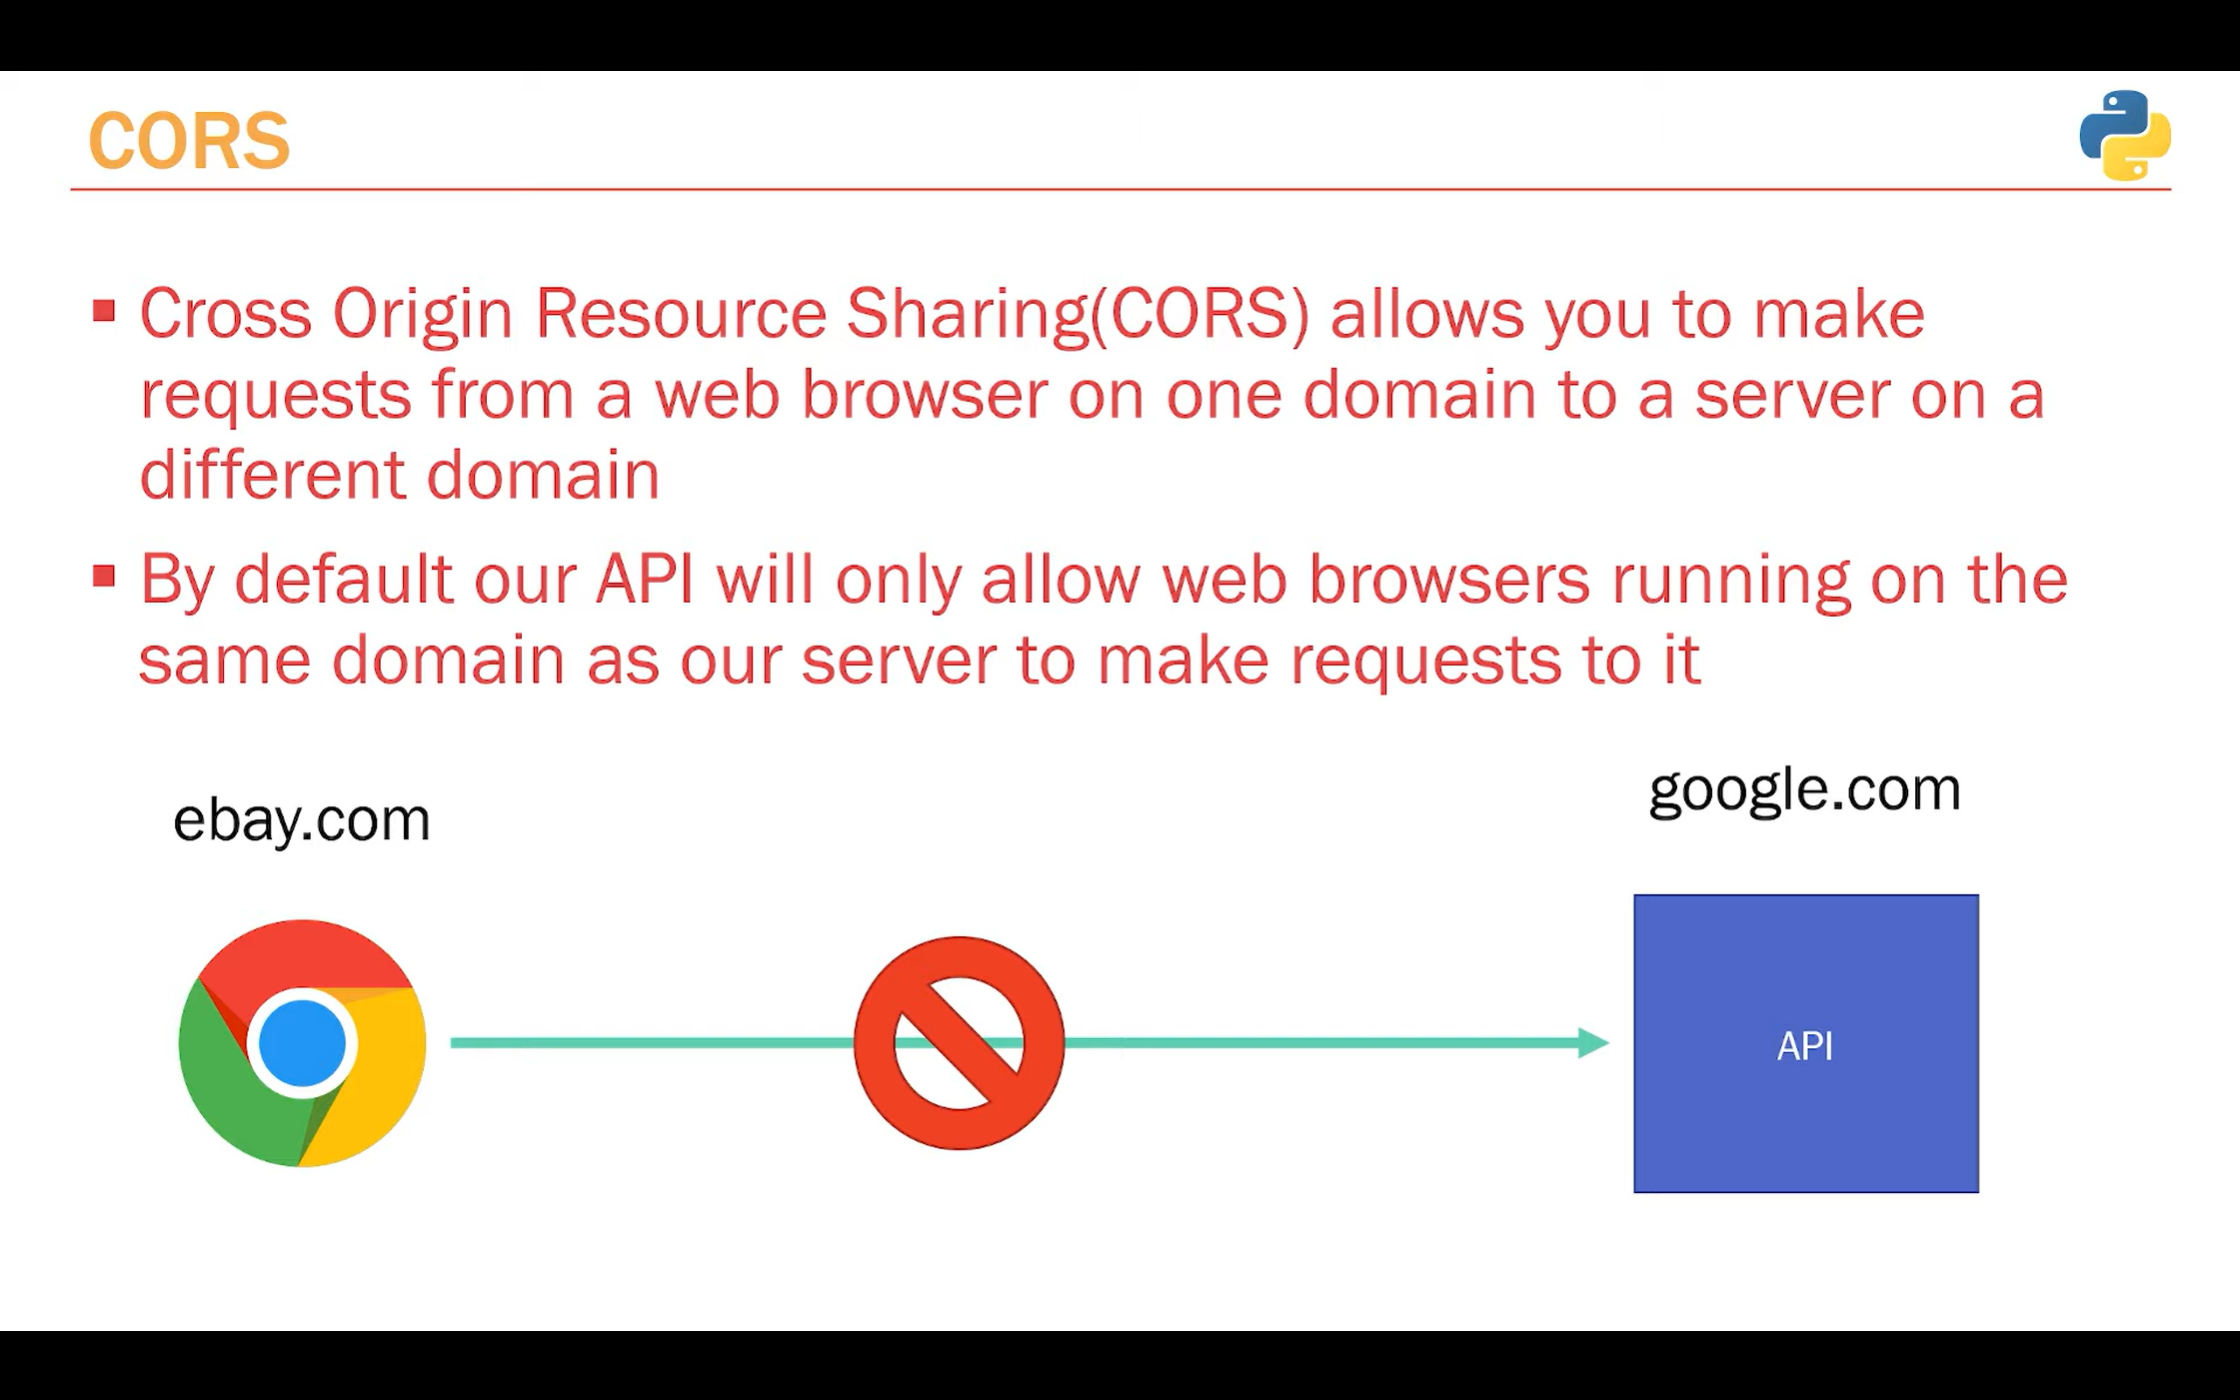 CORS
Cross Origin Resource Sharing(CORS) allows you to make
requests from a web browser on one domain to a server on a
different domain
By default our API will only allow web browsers running on the
same domain as our server to make requests to it
ebay.com
google.com
API